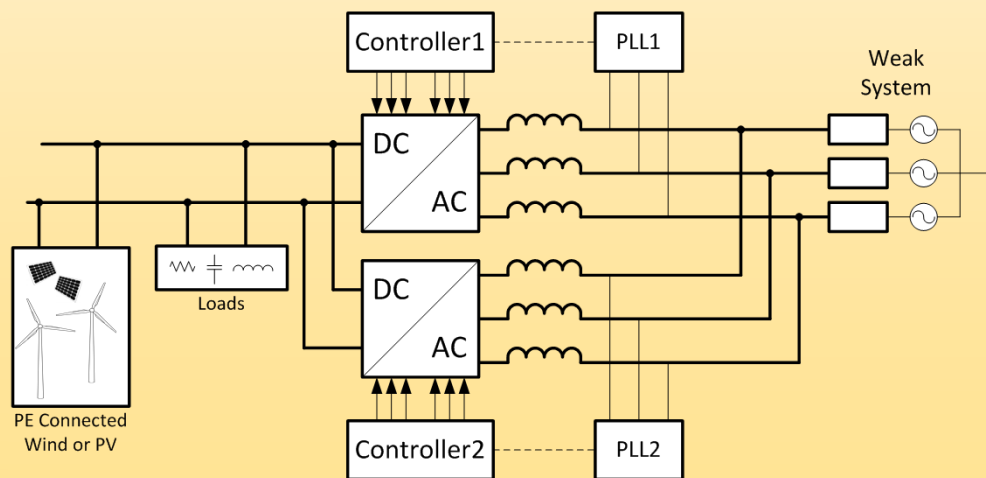 Controller1
PLL1
Weak
System
DC
AC
DC
AC
Loads
PE Connected
Wind or PV
Controller2
PLL2